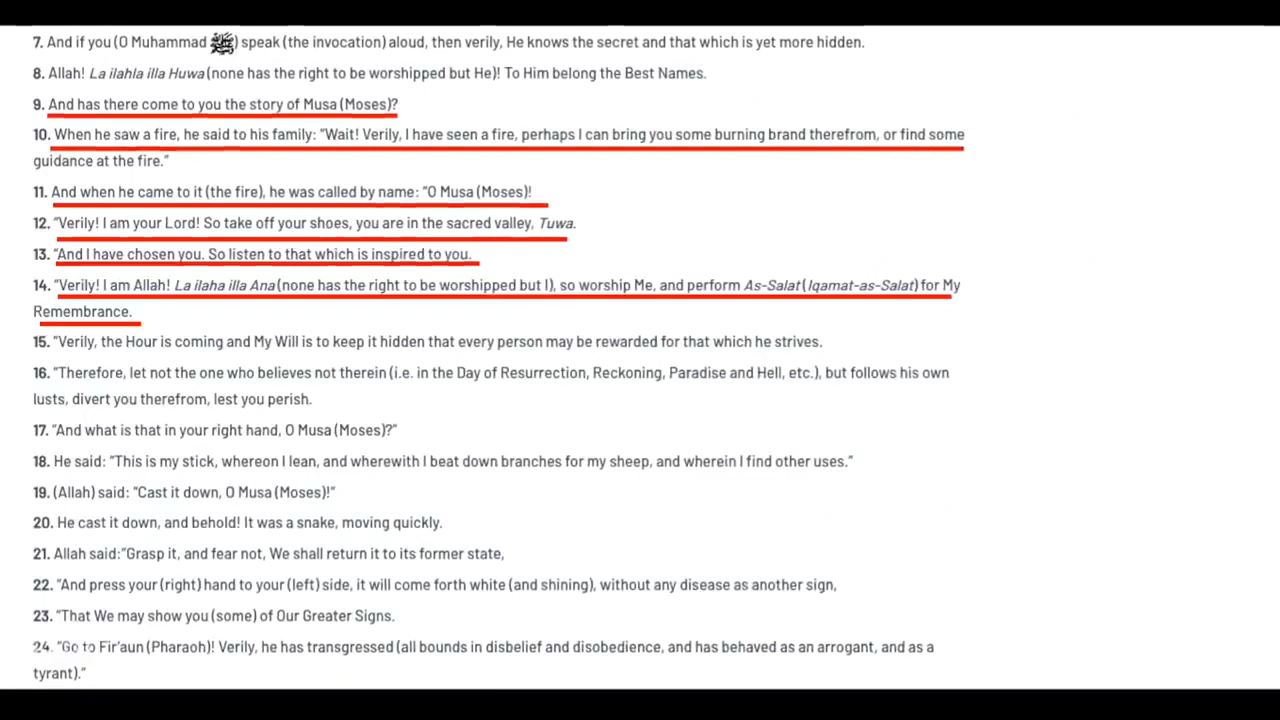 7. And if you (O Muhammad ﷺ) speak (the invocation) aloud, then verily, He knows the secret and that which is yet more hidden.
8. Allah! La ilahla illa Huwa (none has the right to be worshipped but He)! To Him belong the Best Names.
9. And has there come to you the story of Musa (Moses)?
10. When he saw a fire, he said to his family: "Wait! Verily, I have seen a fire, perhaps I can bring you some burning brand therefrom, or find some
guidance at the fire."
11. And when he came to it (the fire), he was called by name: "O Musa (Moses)!
12. "Verily! I am your Lord! So take off your shoes, you are in the sacred valley, Tuwa.
13. "And I have chosen you. So listen to that which is inspired to you.
14. "Verily! I am Allah! La ilaha illa Ana (none has the right to be worshipped but I), so worship Me, and perform As-Salat (Iqamat-as-Salat) for My
Remembrance.
15. "Verily, the Hour is coming and My Will is to keep it hidden that every person may be rewarded for that which he strives.
16. "Therefore, let not the one who believes not therein (i.e. in the Day of Resurrection, Reckoning, Paradise and Hell, etc.), but follows his own
lusts, divert you therefrom, lest you perish.
17. "And what is that in your right hand, O Musa (Moses)?"
18. He said: "This is my stick, whereon I lean, and wherewith I beat down branches for my sheep, and wherein I find other uses."
19. (Allah) said: "Cast it down, O Musa (Moses)!"
20. He cast it down, and behold! It was a snake, moving quickly.
21. Allah said:"Grasp it, and fear not, We shall return it to its former state,
22. "And press your (right) hand to your (left) side, it will come forth white (and shining), without any disease as another sign,
23. "That We may show you (some) of Our Greater Signs.
24. "Go to Fir'aun (Pharaoh)! Verily, he has transgressed (all bounds in disbelief and disobedience, and has behaved as an arrogant, and as a
tyrant)."